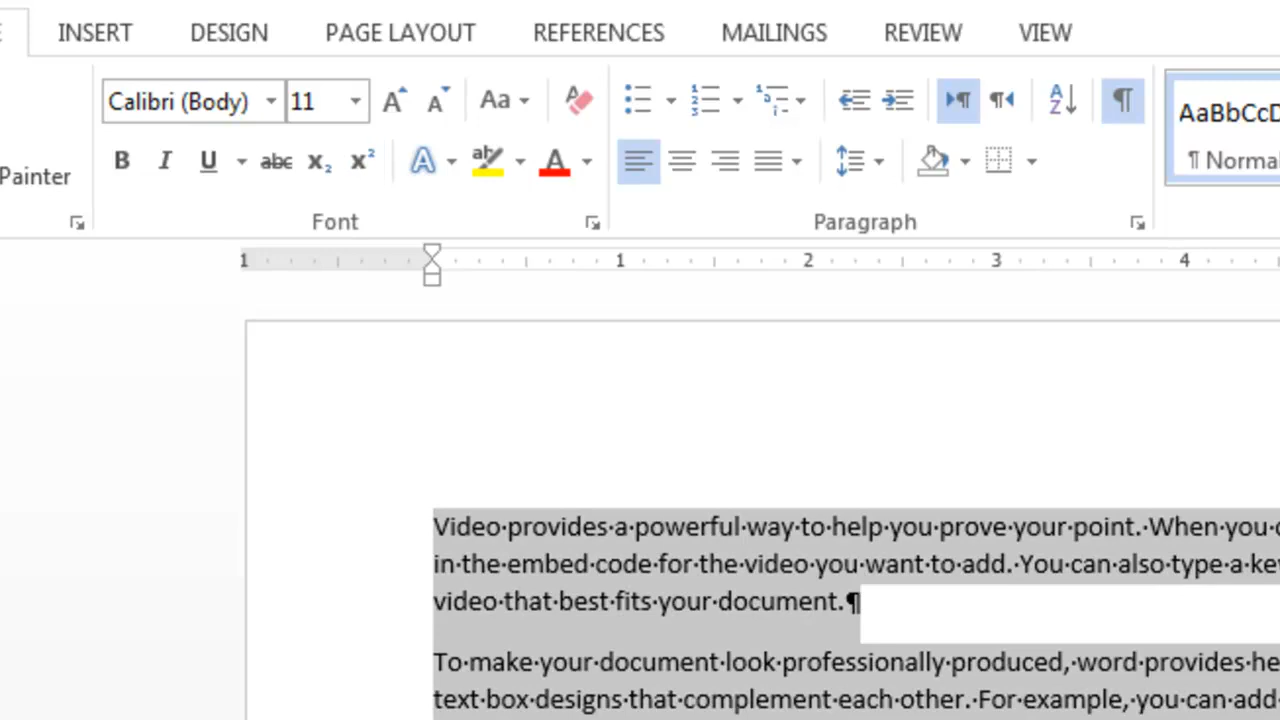 INSERT DESIGN PAGE LAYOUT REFERENCES MAILINGS REVIEW VIEW
Calibri (Body) 11 Aa AaBbCcD
B I U abc x₂ x² A ab A ¶ Normal
Painter
Font Paragraph
1 1 2 3 4
Video·provides·a·powerful·way·to·help·you·prove·your·point.·When·you·
in·the·embed·code·for·the·video·you·want·to·add.·You·can·also·type·a·
video·that·best·fits·your·document.¶
To·make·your·document·look·professionally·produced,·word·provides·
text·box·designs·that·complement·each·other.·For·example,·you·can·add·